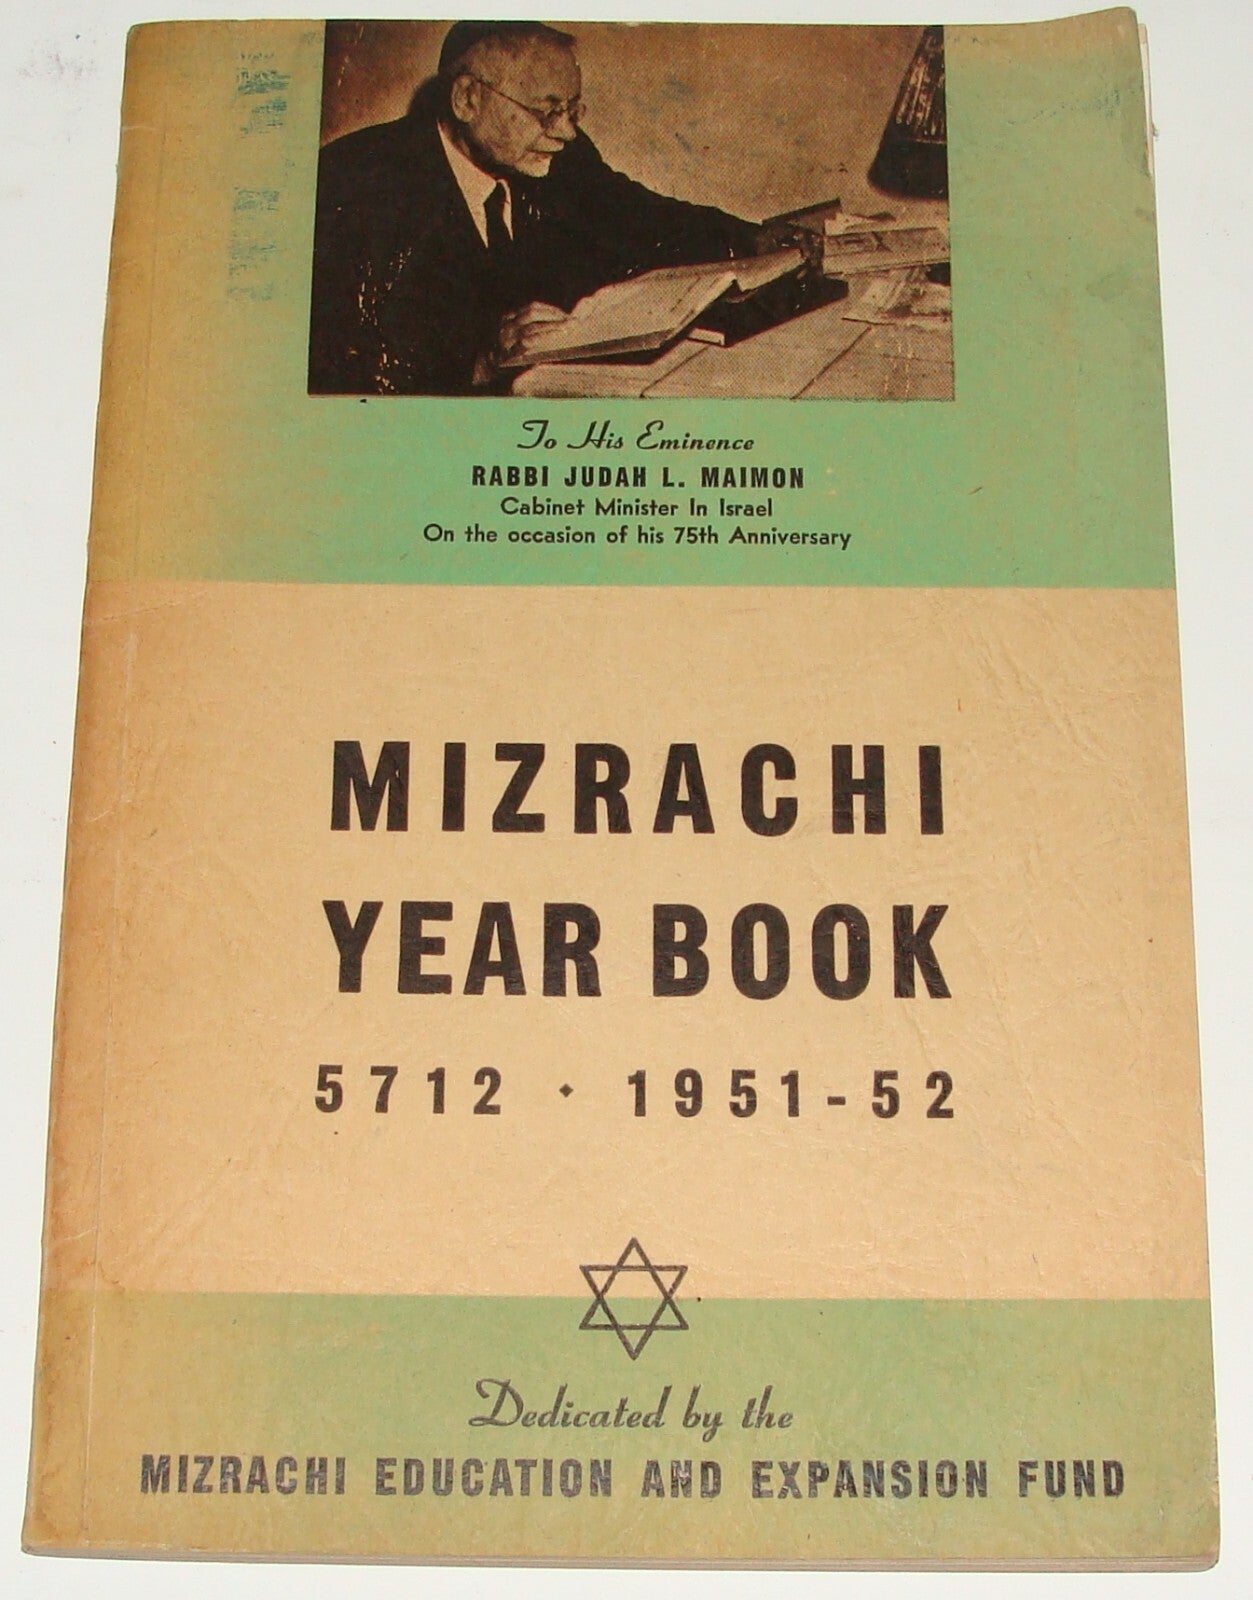 To His Eminence
RABBI JUDAH L. MAIMON
Cabinet Minister In Israel
On the occasion of his 75th Anniversary
MIZRACHI
YEAR BOOK
5712 · 1951-52
Dedicated by the
MIZRACHI EDUCATION AND EXPANSION FUND